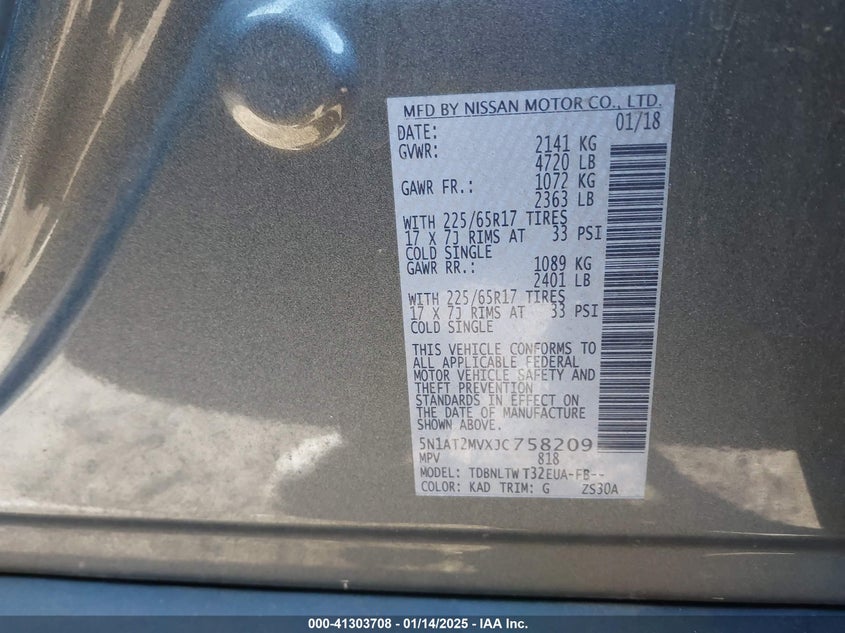 MFD BY NISSAN MOTOR CO., LTD.
DATE: 01/18
GVWR: 2141 KG
4720 LB
GAWR FR.: 1072 KG
2363 LB
WITH 225/65R17 TIRES
17 X 7J RIMS AT 33 PSI
COLD SINGLE
GAWR RR.: 1089 KG
2401 LB
WITH 225/65R17 TIRES
17 X 7J RIMS AT 33 PSI
COLD SINGLE
THIS VEHICLE CONFORMS TO
ALL APPLICABLE FEDERAL
MOTOR VEHICLE SAFETY AND
THEFT PREVENTION
STANDARDS IN EFFECT ON
THE DATE OF MANUFACTURE
SHOWN ABOVE.
5N1AT2MVXJC758209
MPV 818
MODEL: TDBNLTW T32EUA-FB--
COLOR: KAD TRIM: G ZS30A
000-41303708 - 01/14/2025 - IAA Inc.